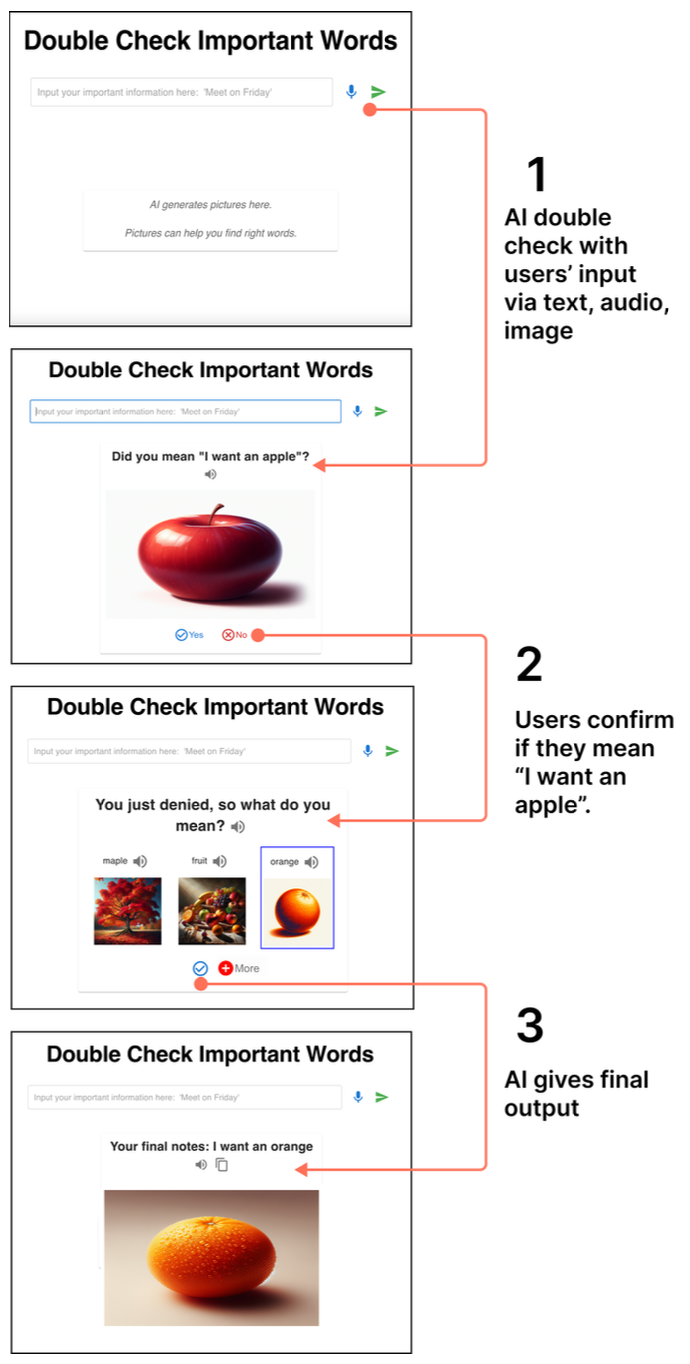 Double Check Important Words
Input your important information here:  'Meet on Friday'
AI generates pictures here.
Pictures can help you find right words.
1
AI double
check with
users’ input
via text, audio,
image
Double Check Important Words
Input your important information here:  'Meet on Friday'
Did you mean "I want an apple"?
Yes
No
2
Users confirm
if they mean
“I want an
apple”.
Double Check Important Words
Input your important information here:  'Meet on Friday'
You just denied, so what do you
mean?
maple
fruit
orange
More
3
AI gives final
output
Double Check Important Words
Input your important information here:  'Meet on Friday'
Your final notes: I want an orange